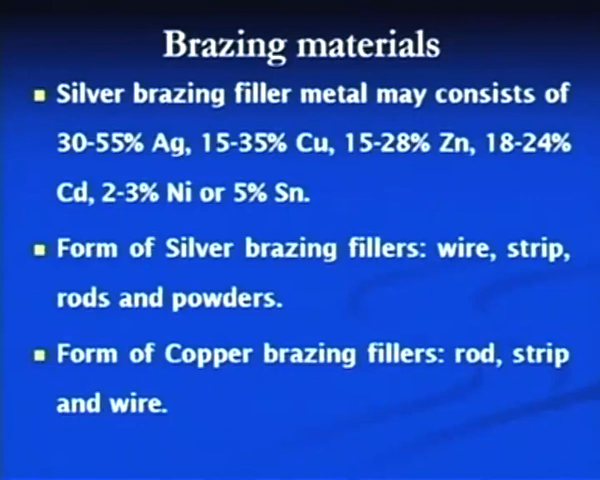 Brazing materials
Silver brazing filler metal may consists of
30-55% Ag, 15-35% Cu, 15-28% Zn, 18-24%
Cd, 2-3% Ni or 5% Sn.
Form of Silver brazing fillers: wire, strip,
rods and powders.
Form of Copper brazing fillers: rod, strip
and wire.